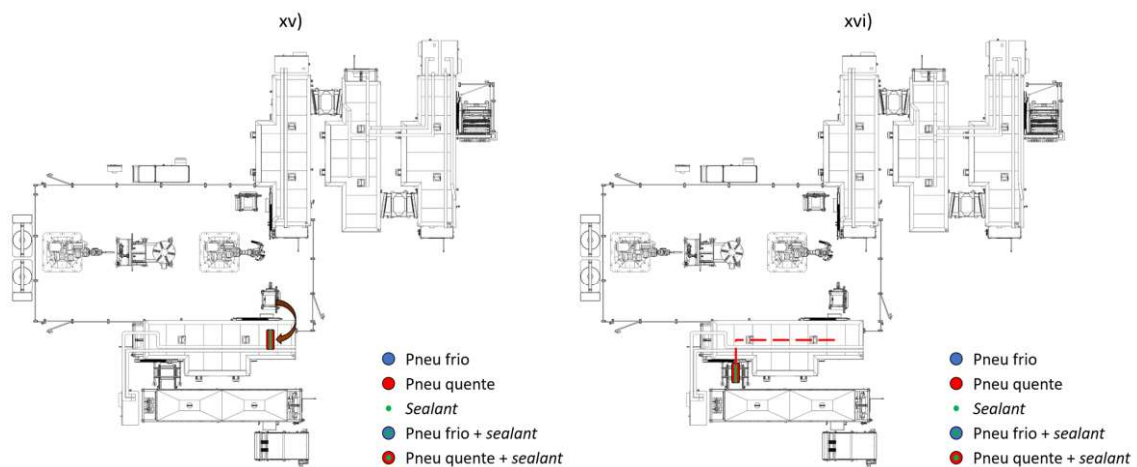 xv)
xvi)
Pneu frio
Pneu quente
Sealant
Pneu frio + sealant
Pneu quente + sealant
Pneu frio
Pneu quente
Sealant
Pneu frio + sealant
Pneu quente + sealant